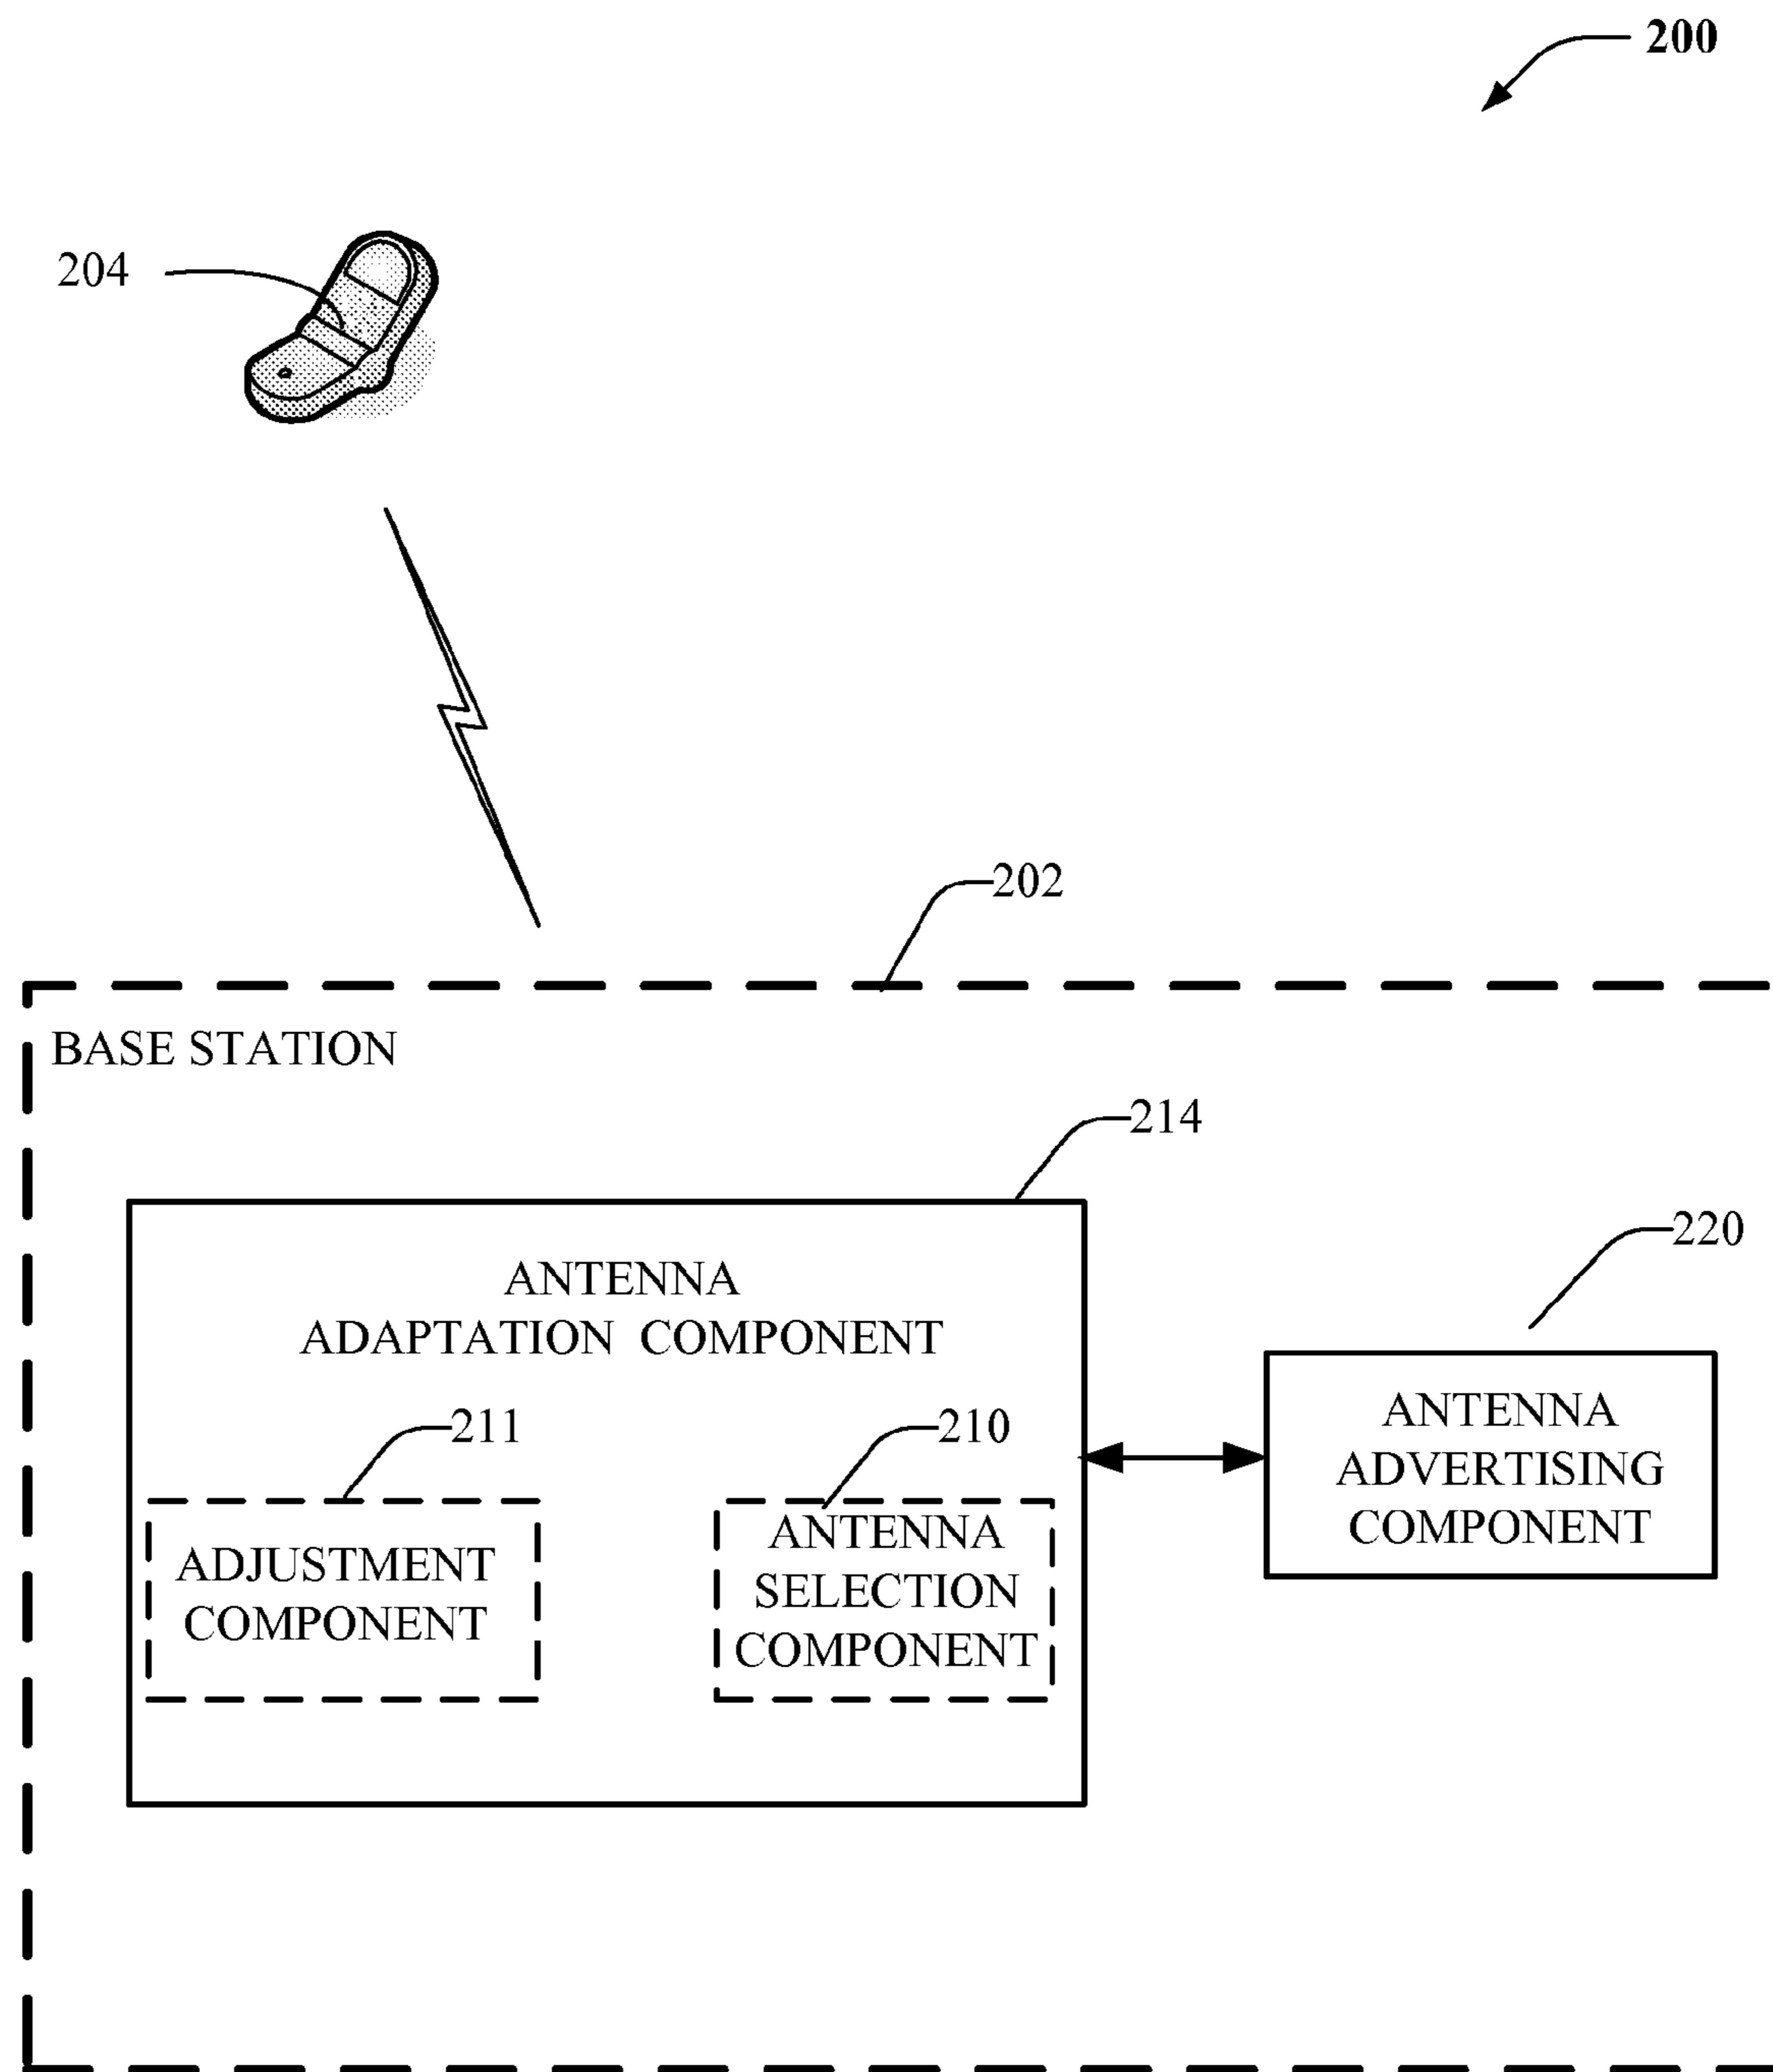 200
204
202
BASE STATION
214
220
ANTENNA
ADAPTATION COMPONENT
211
210
ANTENNA
ADVERTISING
COMPONENT
ADJUSTMENT
COMPONENT
ANTENNA
SELECTION
COMPONENT